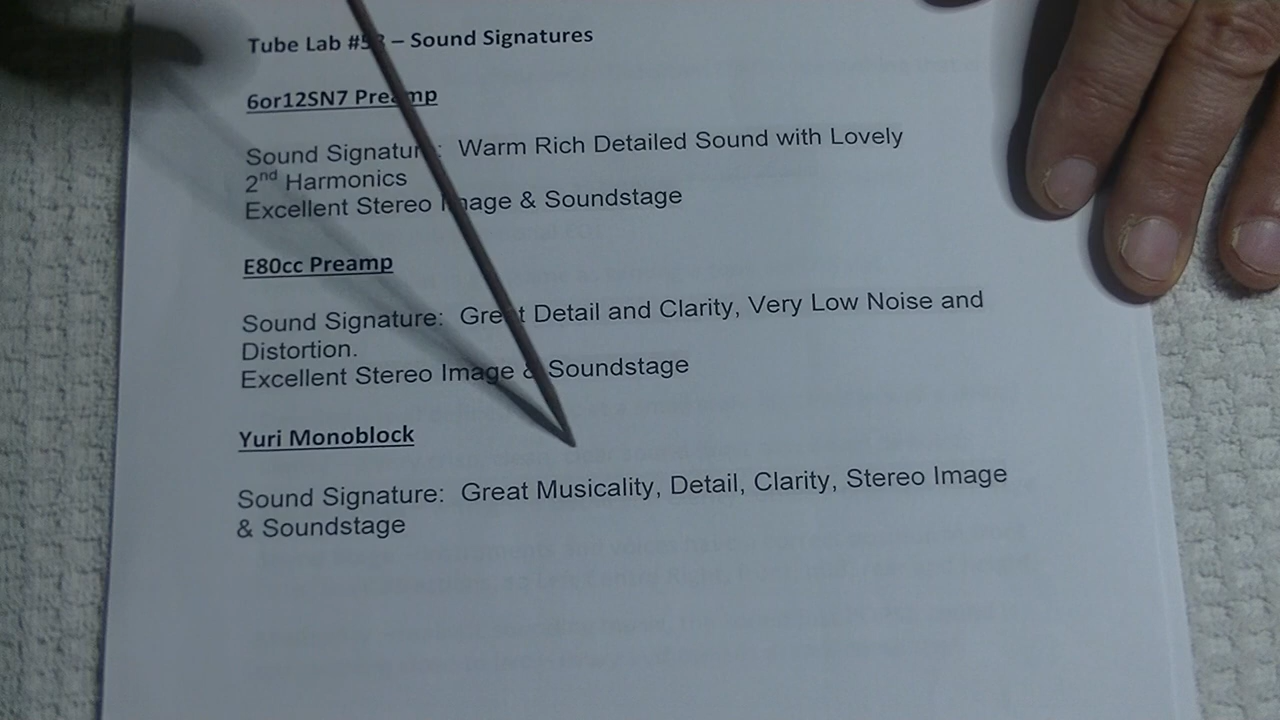 Tube Lab #53 – Sound Signatures
6or12SN7 Preamp
Sound Signature: Warm Rich Detailed Sound with Lovely
2nd Harmonics
Excellent Stereo Image & Soundstage
E80cc Preamp
Sound Signature: Great Detail and Clarity, Very Low Noise and
Distortion.
Excellent Stereo Image & Soundstage
Yuri Monoblock
Sound Signature: Great Musicality, Detail, Clarity, Stereo Image
& Soundstage